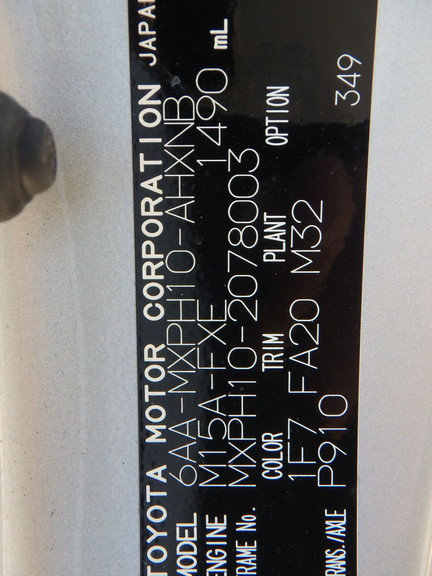 TOYOTA MOTOR CORPORATION JAPAN
MODEL 6AA-MXPH10-AHXNB
ENGINE M15A-FXE 1490 mL
FRAME No. MXPH10-2078003
COLOR TRIM PLANT OPTION
1F7 FA20 M32
TRANS./AXLE P910 349